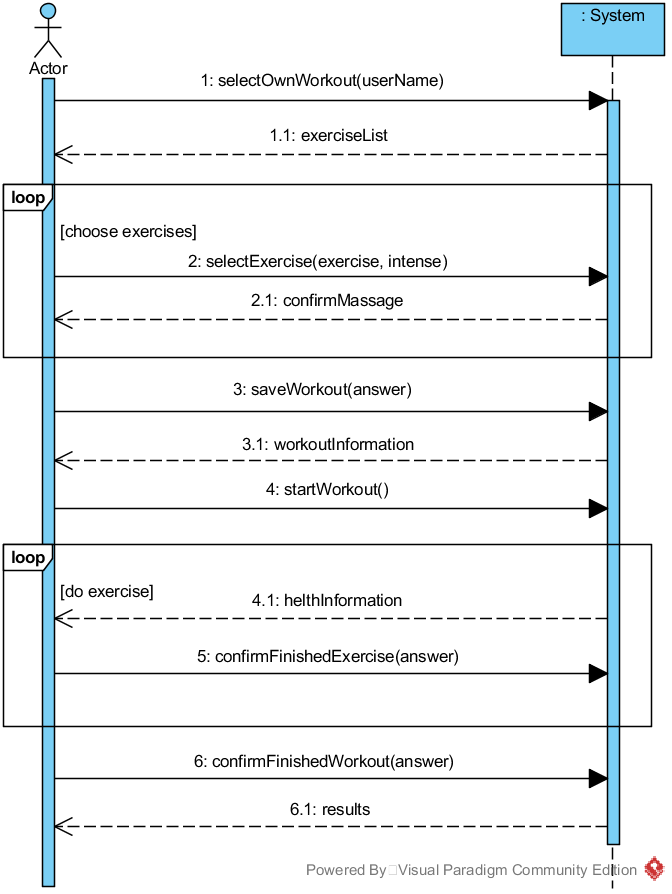 : System
Actor
1: selectOwnWorkout(userName)
1.1: exerciseList
loop
[choose exercises]
2: selectExercise(exercise, intense)
2.1: confirmMassage
3: saveWorkout(answer)
3.1: workoutInformation
4: startWorkout()
loop
[do exercise]
4.1: helthInformation
5: confirmFinishedExercise(answer)
6: confirmFinishedWorkout(answer)
6.1: results
Powered By Visual Paradigm Community Edition